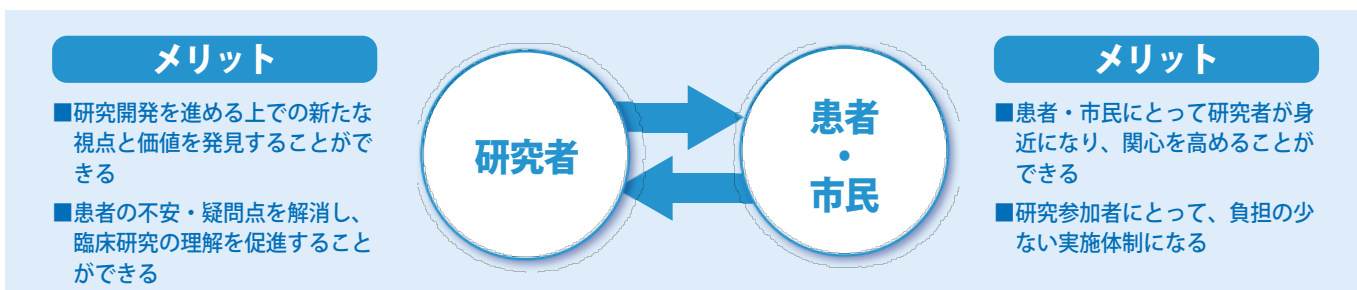 メリット
■研究開発を進める上での新たな
視点と価値を発見することがで
きる
■患者の不安・疑問点を解消し、
臨床研究の理解を促進すること
ができる
研究者
患者
・
市民
メリット
■患者・市民にとって研究者が身
近になり、関心を高めることが
できる
■研究参加者にとって、負担の少
ない実施体制になる